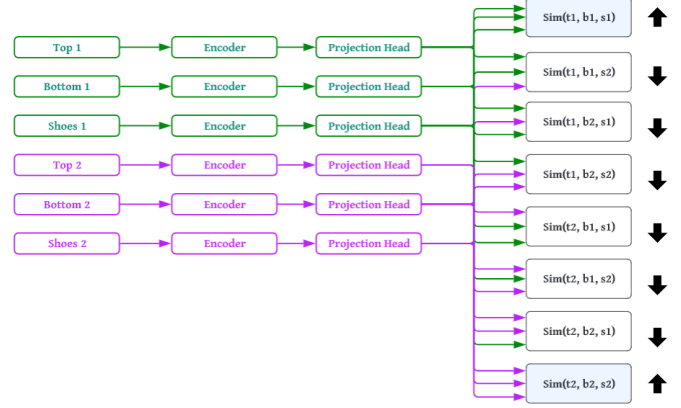 Sim(t1, b1, s1)
Top 1 Encoder Projection Head
Sim(t1, b1, s2)
Bottom 1 Encoder Projection Head
Sim(t1, b2, s1)
Shoes 1 Encoder Projection Head
Top 2 Encoder Projection Head
Sim(t1, b2, s2)
Bottom 2 Encoder Projection Head
Sim(t2, b1, s1)
Shoes 2 Encoder Projection Head
Sim(t2, b1, s2)
Sim(t2, b2, s1)
Sim(t2, b2, s2)